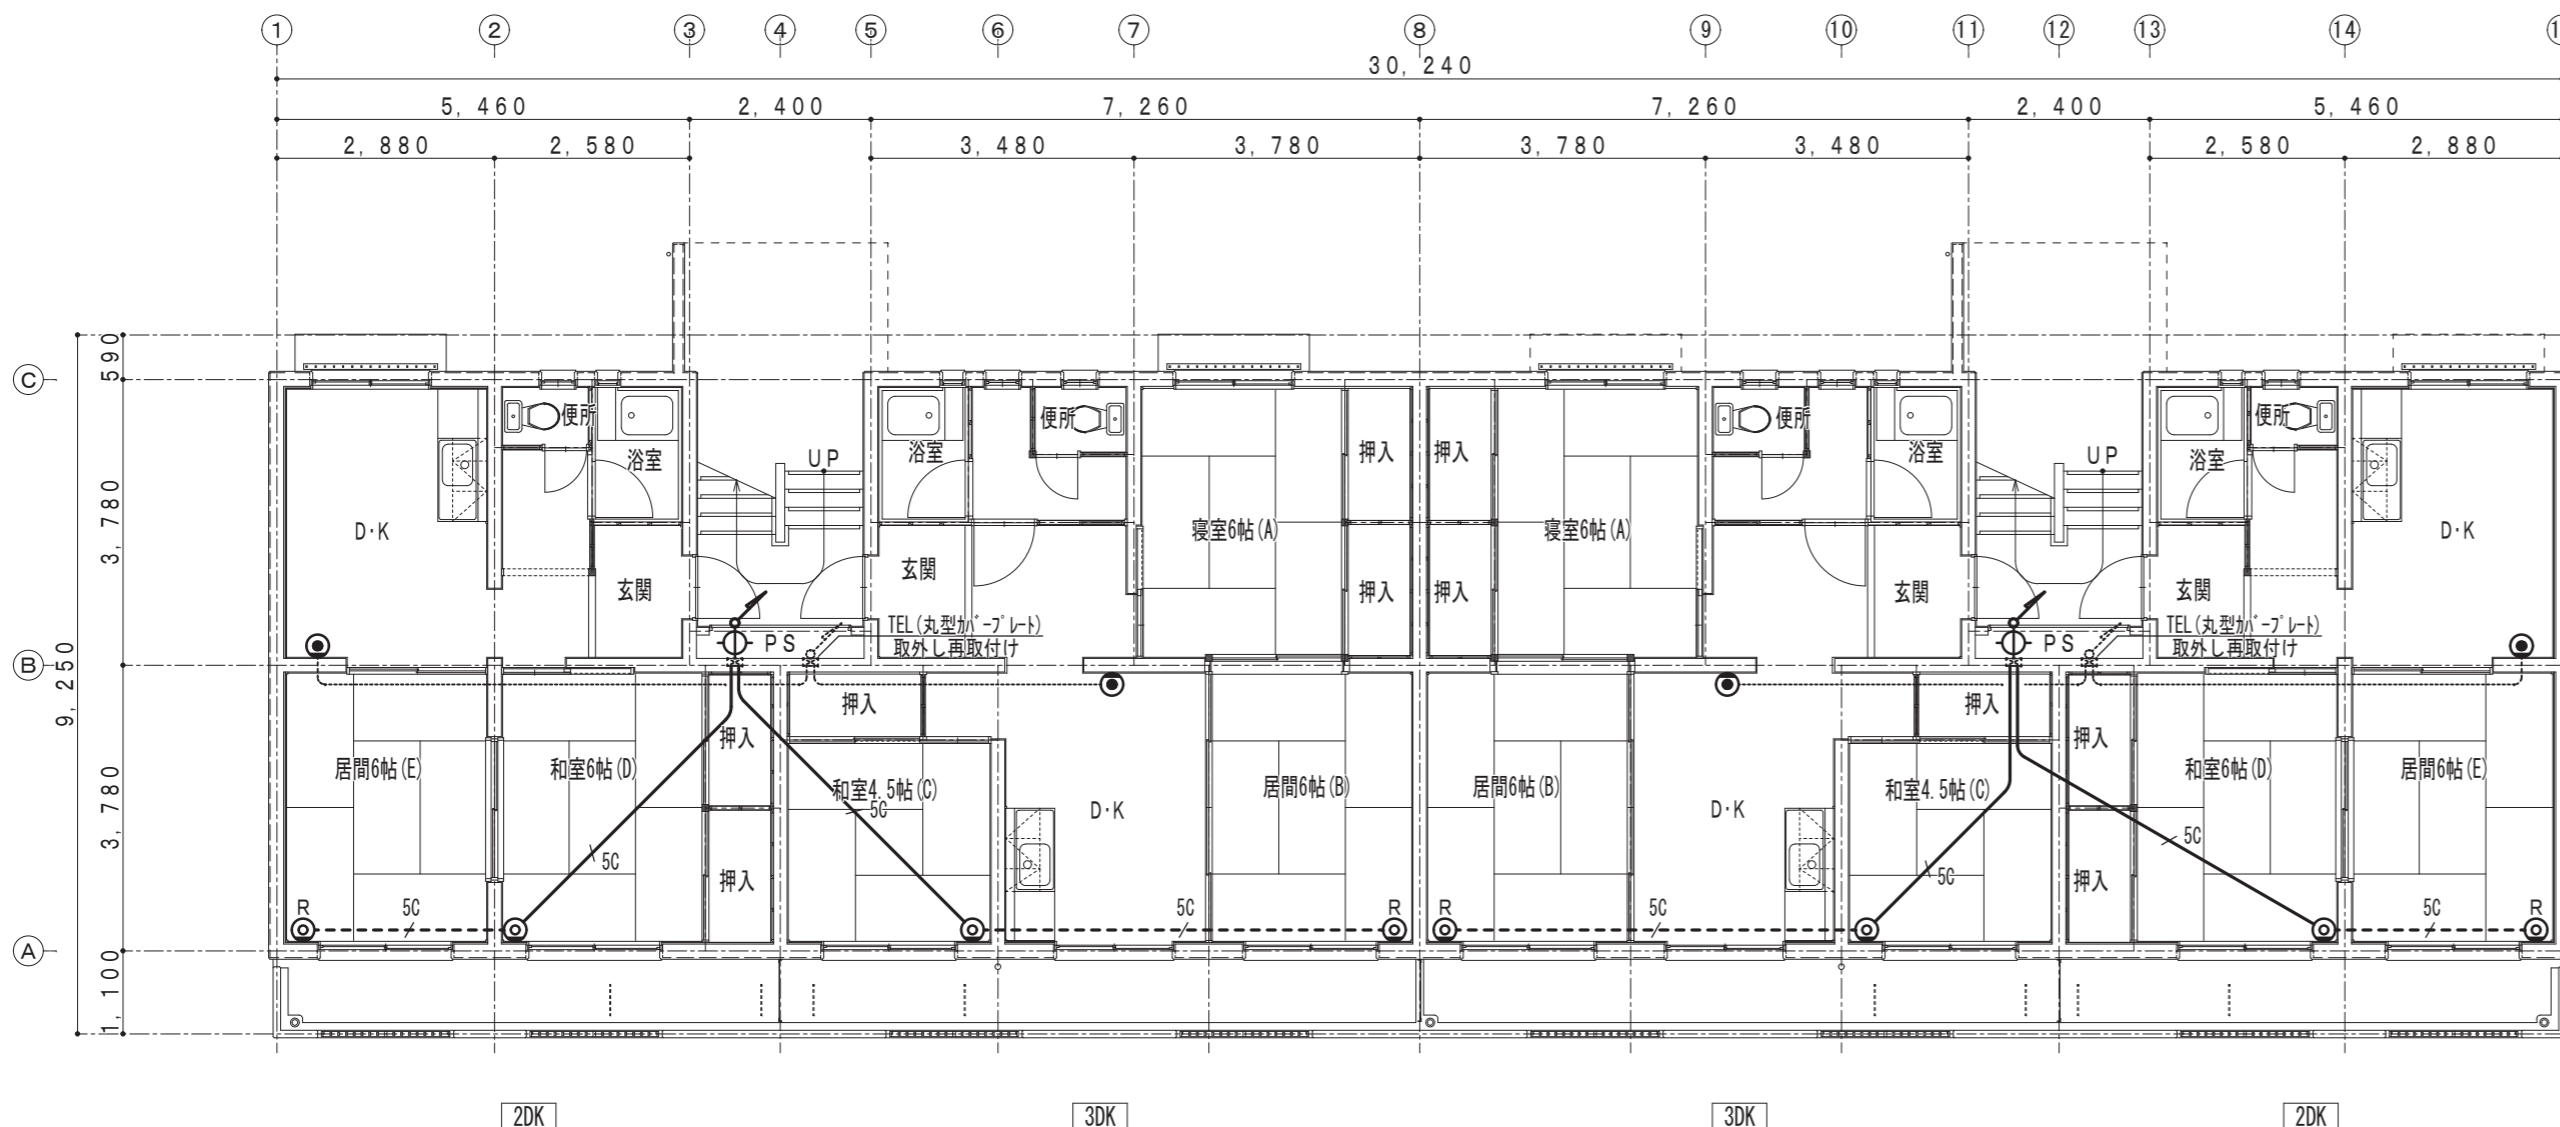 ① ② ③ ④ ⑤ ⑥ ⑦ ⑧ ⑨ ⑩ ⑪ ⑫ ⑬ ⑭
30,240
5,460 2,400 7,260 7,260 2,400 5,460
2,880 2,580 3,480 3,780 3,780 3,480 2,580 2,880
Ⓒ 590
便所 便所 便所 便所
浴室 UP 浴室 押入 押入 浴室 UP 浴室
3,780
D・K 寝室6帖(A) 寝室6帖(A) D・K
玄関 玄関 押入 押入 玄関 玄関
TEL(丸型カバープレート) TEL(丸型カバープレート)
PS 取外し再取付け PS 取外し再取付け
Ⓑ
9,250
押入 押入
押入 押入
3,780
居間6帖(E) 和室6帖(D) 和室4.5帖(C) 居間6帖(B) 居間6帖(B) 和室4.5帖(C) 和室6帖(D) 居間6帖(E)
5C D・K D・K 5C
5C 5C
押入 押入
R 5C 5C R R 5C 5C R
Ⓐ
1,100
2DK 3DK 3DK 2DK